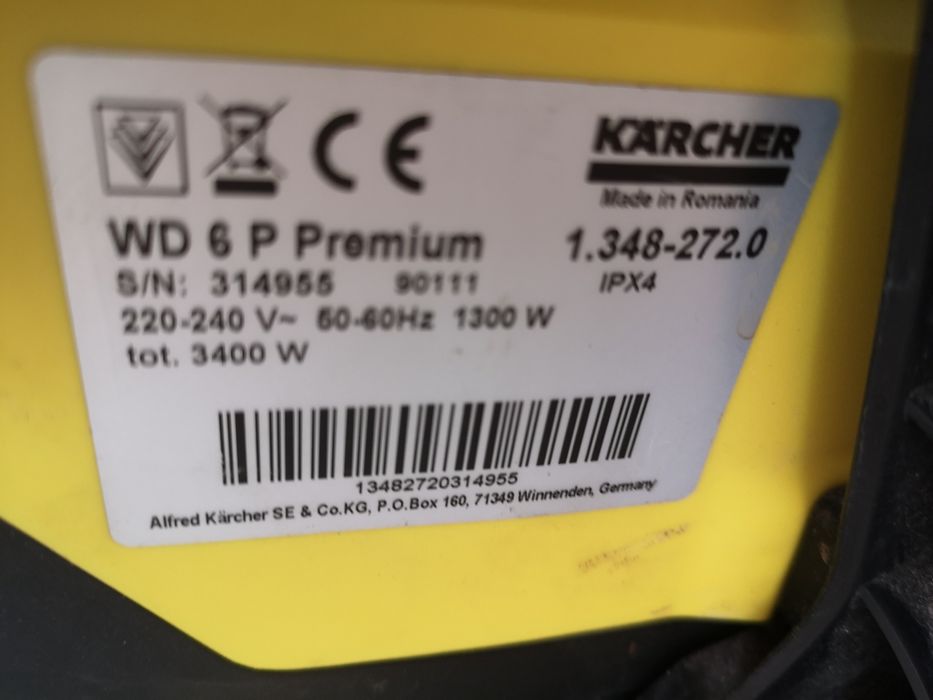 KÄRCHER
Made in Romania
WD 6 P Premium 1.348-272.0
S/N: 314955 90111 IPX4
220-240 V~ 50-60Hz 1300 W
tot. 3400 W
13482720314955
Alfred Kärcher SE & Co.KG, P.O.Box 160, 71349 Winnenden, Germany